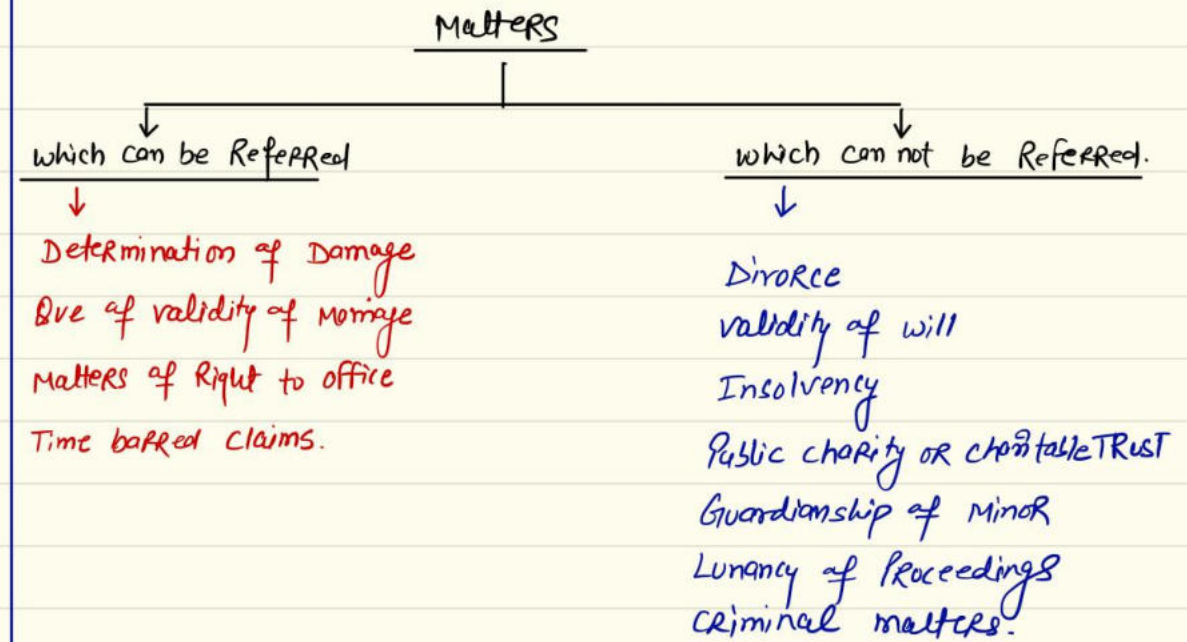 Matters
which can be Referred
which can not be Referred.
Determination of Damage
Que of validity of Marriage
Matters of Right to office
Time barred claims.
Divorce
validity of will
Insolvency
Public charity OR charitable TRUST
Guardianship of Minor
Lunancy of Proceedings
Criminal matters.